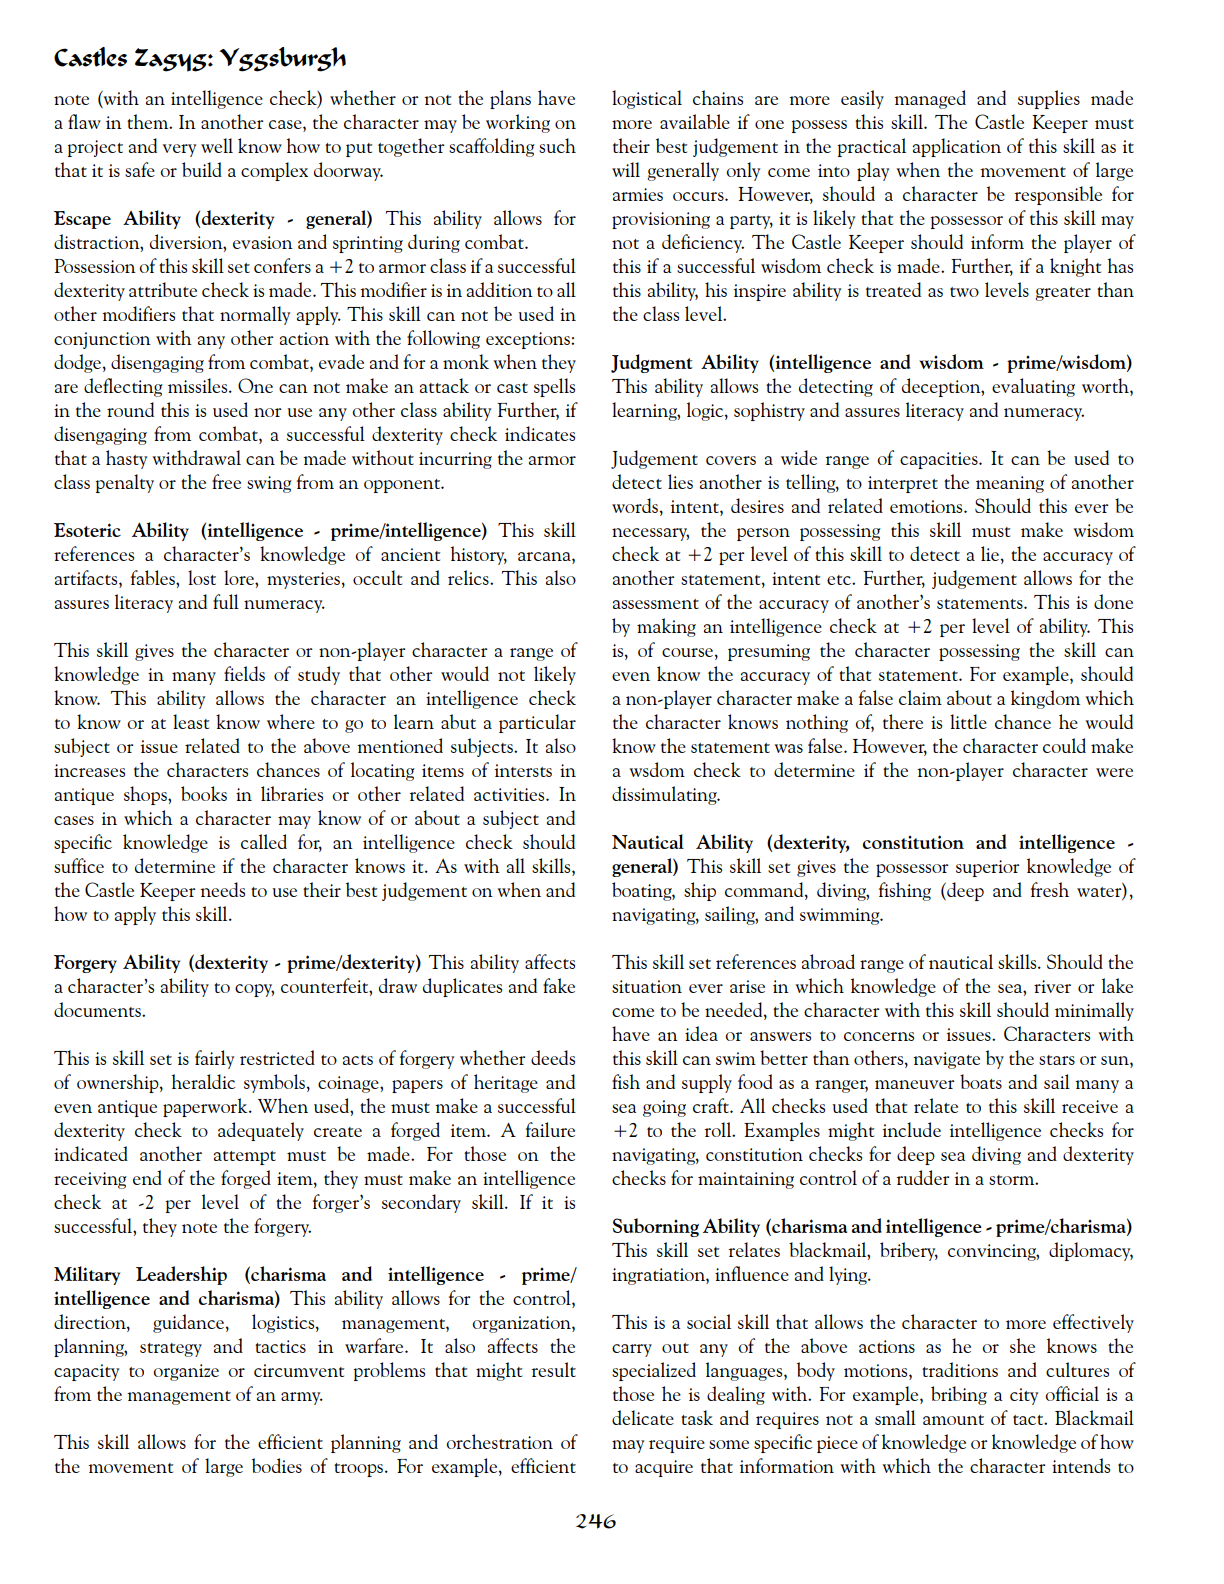 Castles Zagyg: Yggsburgh
note (with an intelligence check) whether or not the plans have
a flaw in them. In another case, the character may be working on
a project and very well know how to put together scaffolding such
that it is safe or build a complex doorway.
Escape Ability (dexterity - general) This ability allows for
distraction, diversion, evasion and sprinting during combat.
Possession of this skill set confers a +2 to armor class if a successful
dexterity attribute check is made. This modifier is in addition to all
other modifiers that normally apply. This skill can not be used in
conjunction with any other action with the following exceptions:
dodge, disengaging from combat, evade and for a monk when they
are deflecting missiles. One can not make an attack or cast spells
in the round this is used nor use any other class ability Further, if
disengaging from combat, a successful dexterity check indicates
that a hasty withdrawal can be made without incurring the armor
class penalty or the free swing from an opponent.
Esoteric Ability (intelligence - prime/intelligence) This skill
references a character's knowledge of ancient history, arcana,
artifacts, fables, lost lore, mysteries, occult and relics. This also
assures literacy and full numeracy.
This skill gives the character or non-player character a range of
knowledge in many fields of study that other would not likely
know. This ability allows the character an intelligence check
to know or at least know where to go to learn abut a particular
subject or issue related to the above mentioned subjects. It also
increases the characters chances of locating items of intersts in
antique shops, books in libraries or other related activities. In
cases in which a character may know of or about a subject and
specific knowledge is called for, an intelligence check should
suffice to determine if the character knows it. As with all skills,
the Castle Keeper needs to use their best judgement on when and
how to apply this skill.
Forgery Ability (dexterity - prime/dexterity) This ability affects
a character's ability to copy, counterfeit, draw duplicates and fake
documents.
This is skill set is fairly restricted to acts of forgery whether deeds
of ownership, heraldic symbols, coinage, papers of heritage and
even antique paperwork. When used, the must make a successful
dexterity check to adequately create a forged item. A failure
indicated another attempt must be made. For those on the
receiving end of the forged item, they must make an intelligence
check at -2 per level of the forger's secondary skill. If it is
successful, they note the forgery.
Military Leadership (charisma and intelligence - prime/
intelligence and charisma) This ability allows for the control,
direction, guidance, logistics, management, organization,
planning, strategy and tactics in warfare. It also affects the
capacity to organize or circumvent problems that might result
from the management of an army.
This skill allows for the efficient planning and orchestration of
the movement of large bodies of troops. For example, efficient
logistical chains are more easily managed and supplies made
more available if one possess this skill. The Castle Keeper must
their best judgement in the practical application of this skill as it
will generally only come into play when the movement of large
armies occurs. However, should a character be responsible for
provisioning a party, it is likely that the possessor of this skill may
not a deficiency. The Castle Keeper should inform the player of
this if a successful wisdom check is made. Further, if a knight has
this ability, his inspire ability is treated as two levels greater than
the class level.
Judgment Ability (intelligence and wisdom - prime/wisdom)
This ability allows the detecting of deception, evaluating worth,
learning, logic, sophistry and assures literacy and numeracy.
Judgement covers a wide range of capacities. It can be used to
detect lies another is telling, to interpret the meaning of another
words, intent, desires and related emotions. Should this ever be
necessary, the person possessing this skill must make wisdom
check at +2 per level of this skill to detect a lie, the accuracy of
another statement, intent etc. Further, judgement allows for the
assessment of the accuracy of another's statements. This is done
by making an intelligence check at +2 per level of ability. This
is, of course, presuming the character possessing the skill can
even know the accuracy of that statement. For example, should
a non-player character make a false claim about a kingdom which
the character knows nothing of, there is little chance he would
know the statement was false. However, the character could make
a wsdom check to determine if the non-player character were
dissimulating.
Nautical Ability (dexterity, constitution and intelligence -
general) This skill set gives the possessor superior knowledge of
boating, ship command, diving, fishing (deep and fresh water),
navigating, sailing, and swimming.
This skill set references abroad range of nautical skills. Should the
situation ever arise in which knowledge of the sea, river or lake
come to be needed, the character with this skill should minimally
have an idea or answers to concerns or issues. Characters with
this skill can swim better than others, navigate by the stars or sun,
fish and supply food as a ranger, maneuver boats and sail many a
sea going craft. All checks used that relate to this skill receive a
+2 to the roll. Examples might include intelligence checks for
navigating, constitution checks for deep sea diving and dexterity
checks for maintaining control of a rudder in a storm.
Suborning Ability (charisma and intelligence - prime/charisma)
This skill set relates blackmail, bribery, convincing, diplomacy,
ingratiation, influence and lying.
This is a social skill that allows the character to more effectively
carry out any of the above actions as he or she knows the
specialized languages, body motions, traditions and cultures of
those he is dealing with. For example, bribing a city official is a
delicate task and requires not a small amount of tact. Blackmail
may require some specific piece of knowledge or knowledge of how
to acquire that information with which the character intends to
246